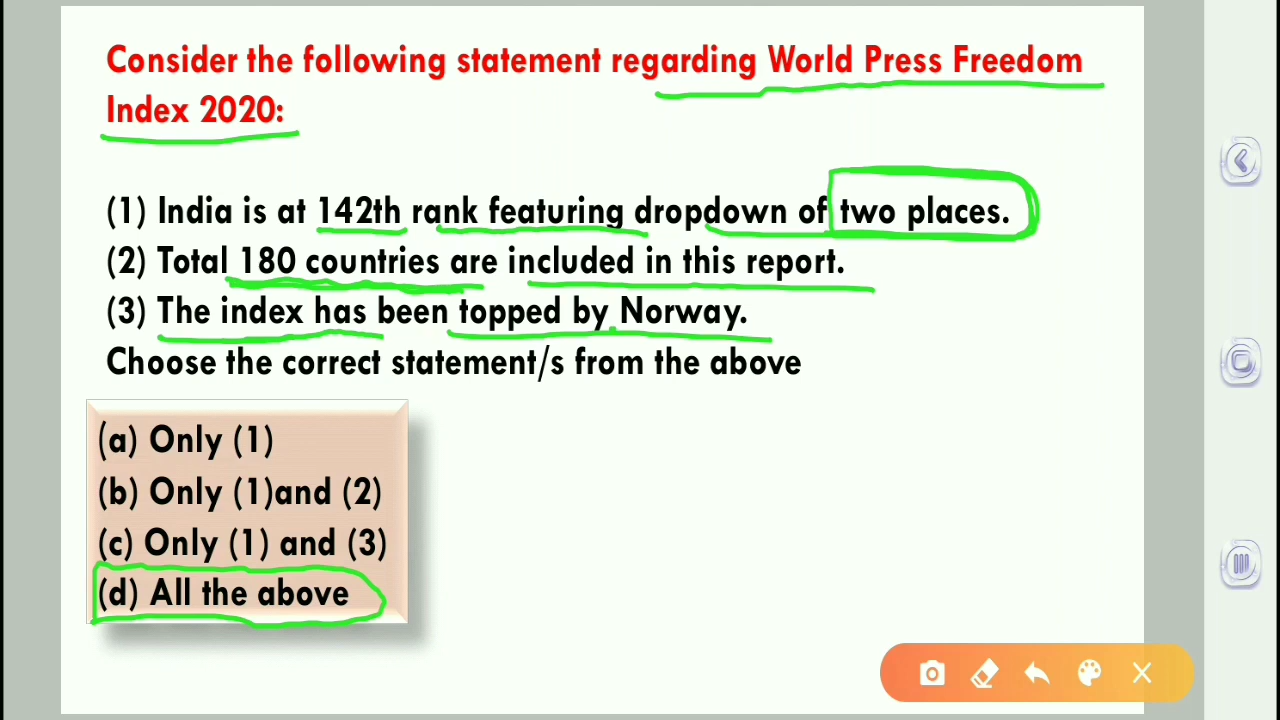 Consider the following statement regarding World Press Freedom
Index 2020:
(1) India is at 142th rank featuring dropdown of two places.
(2) Total 180 countries are included in this report.
(3) The index has been topped by Norway.
Choose the correct statement/s from the above
(a) Only (1)
(b) Only (1)and (2)
(c) Only (1) and (3)
(d) All the above